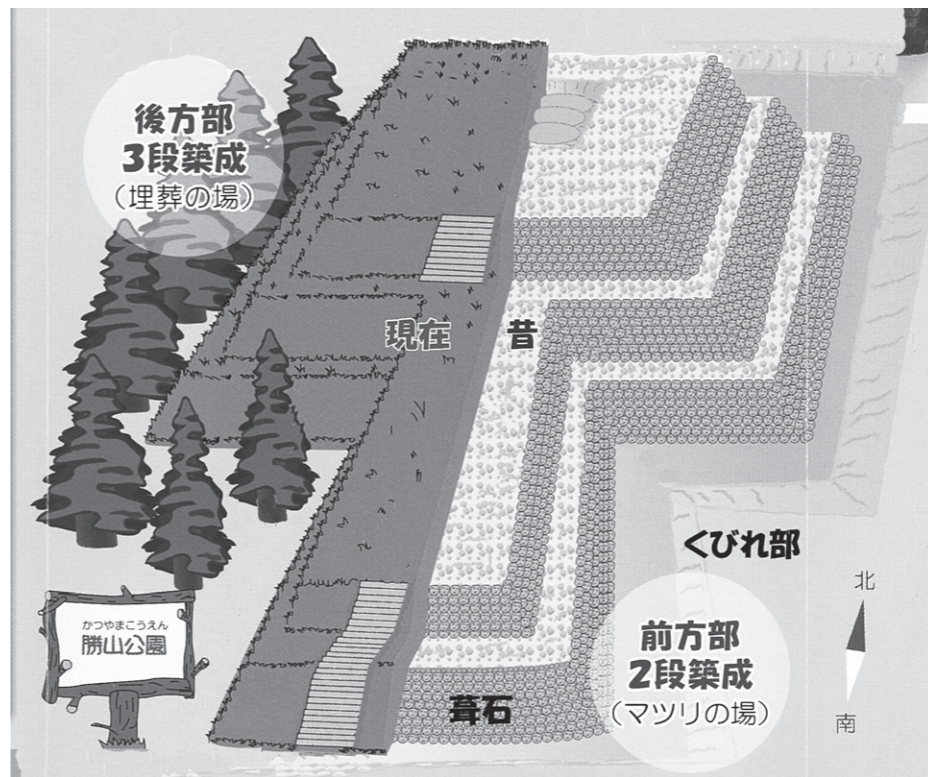 後方部
3段築成
(埋葬の場)
現在
昔
くびれ部
北
南
かつやまこうえん
勝山公園
前方部
2段築成
(マツリの場)
葺石